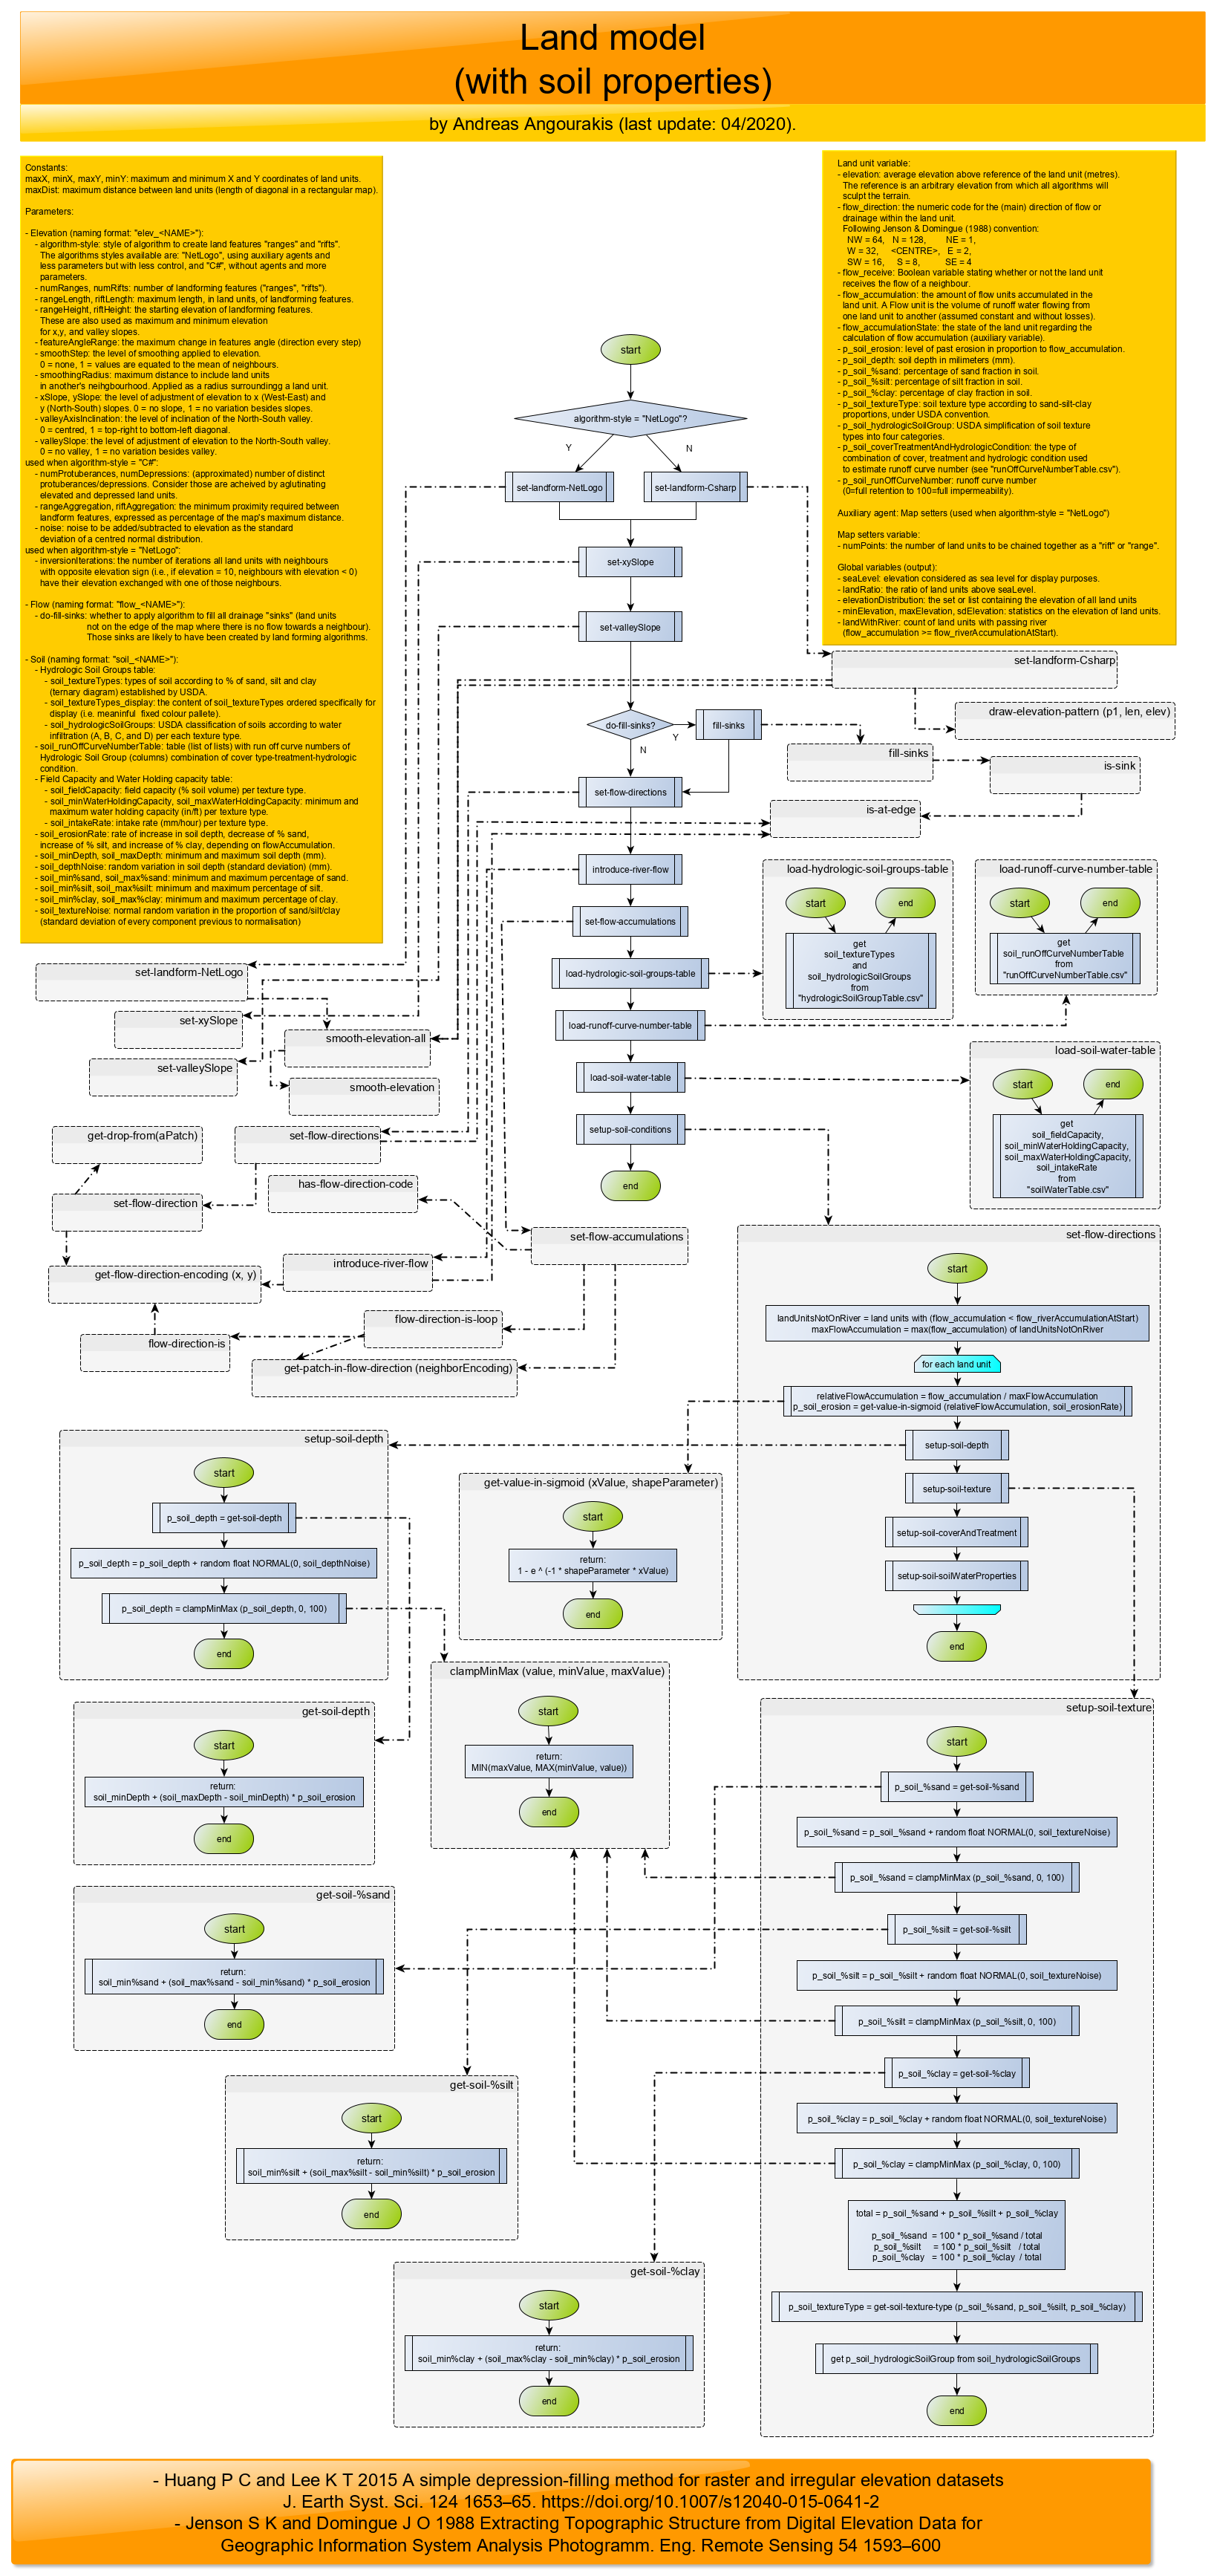 Land model
(with soil properties)
by Andreas Angourakis (last update: 04/2020).
Constants:
maxX, minX, maxY, minY: maximum and minimum X and Y coordinates of land units.
maxDist: maximum distance between land units (length of diagonal in a rectangular map).
Parameters:
- Elevation (naming format: "elev_<NAME>"):
- algorithm-style: style of algorithm to create land features "ranges" and "rifts".
The algorithms styles available are: "NetLogo", using auxiliary agents and
less parameters but with less control, and "C#", without agents and more
parameters.
- numRanges, numRifts: number of landforming features ("ranges", "rifts").
- rangeLength, riftLength: maximum length, in land units, of landforming features.
- rangeHeight, riftHeight: the starting elevation of landforming features.
These are also used as maximum and minimum elevation
for x,y, and valley slopes.
- featureAngleRange: the maximum change in features angle (direction every step)
- smoothStep: the level of smoothing applied to elevation.
0 = none, 1 = values are equated to the mean of neighbours.
- smoothingRadius: maximum distance to include land units
in another's neihgbourhood. Applied as a radius surroundingg a land unit.
- xSlope, ySlope: the level of adjustment of elevation to x (West-East) and
y (North-South) slopes. 0 = no slope, 1 = no variation besides slopes.
- valleyAxisInclination: the level of inclination of the North-South valley.
0 = centred, 1 = top-right to bottom-left diagonal.
- valleySlope: the level of adjustment of elevation to the North-South valley.
0 = no valley, 1 = no variation besides valley.
used when algorithm-style = "C#":
- numProtuberances, numDepressions: (approximated) number of distinct
protuberances/depressions. Consider those are acheived by aglutinating
elevated and depressed land units.
- rangeAggregation, riftAggregation: the minimum proximity required between
landform features, expressed as percentage of the map's maximum distance.
- noise: noise to be added/subtracted to elevation as the standard
deviation of a centred normal distribution.
used when algorithm-style = "NetLogo":
- inversionIterations: the number of iterations all land units with neighbours
with opposite elevation sign (i.e., if elevation = 10, neighbours with elevation < 0)
have their elevation exchanged with one of those neighbours.
- Flow (naming format: "flow_<NAME>"):
- do-fill-sinks: whether to apply algorithm to fill all drainage "sinks" (land units
not on the edge of the map where there is no flow towards a neighbour).
Those sinks are likely to have been created by land forming algorithms.
- Soil (naming format: "soil_<NAME>"):
- Hydrologic Soil Groups table:
- soil_textureTypes: types of soil according to % of sand, silt and clay
(ternary diagram) established by USDA.
- soil_textureTypes_display: the content of soil_textureTypes ordered specifically for
display (i.e. meaninful  fixed colour pallete).
- soil_hydrologicSoilGroups: USDA classification of soils according to water
infiltration (A, B, C, and D) per each texture type.
- soil_runOffCurveNumberTable: table (list of lists) with run off curve numbers of
Hydrologic Soil Group (columns) combination of cover type-treatment-hydrologic
condition.
- Field Capacity and Water Holding capacity table:
- soil_fieldCapacity: field capacity (% soil volume) per texture type.
- soil_minWaterHoldingCapacity, soil_maxWaterHoldingCapacity: minimum and
maximum water holding capacity (in/ft) per texture type.
- soil_intakeRate: intake rate (mm/hour) per texture type.
- soil_erosionRate: rate of increase in soil depth, decrease of % sand,
increase of % silt, and increase of % clay, depending on flowAccumulation.
- soil_minDepth, soil_maxDepth: minimum and maximum soil depth (mm).
- soil_depthNoise: random variation in soil depth (standard deviation) (mm).
- soil_min%sand, soil_max%sand: minimum and maximum percentage of sand.
- soil_min%silt, soil_max%silt: minimum and maximum percentage of silt.
- soil_min%clay, soil_max%clay: minimum and maximum percentage of clay.
- soil_textureNoise: normal random variation in the proportion of sand/silt/clay
(standard deviation of every component previous to normalisation)
Land unit variable:
- elevation: average elevation above reference of the land unit (metres).
The reference is an arbitrary elevation from which all algorithms will
sculpt the terrain.
- flow_direction: the numeric code for the (main) direction of flow or
drainage within the land unit.
Following Jenson & Domingue (1988) convention:
NW = 64, N = 128, NE = 1,
W = 32, <CENTRE>, E = 2,
SW = 16, S = 8, SE = 4
- flow_receive: Boolean variable stating whether or not the land unit
receives the flow of a neighbour.
- flow_accumulation: the amount of flow units accumulated in the
land unit. A Flow unit is the volume of runoff water flowing from
one land unit to another (assumed constant and without losses).
- flow_accumulationState: the state of the land unit regarding the
calculation of flow accumulation (auxiliary variable).
- p_soil_erosion: level of past erosion in proportion to flow_accumulation.
- p_soil_depth: soil depth in milimeters (mm).
- p_soil_%sand: percentage of sand fraction in soil.
- p_soil_%silt: percentage of silt fraction in soil.
- p_soil_%clay: percentage of clay fraction in soil.
- p_soil_textureType: soil texture type according to sand-silt-clay
proportions, under USDA convention.
- p_soil_hydrologicSoilGroup: USDA simplification of soil texture
types into four categories.
- p_soil_coverTreatmentAndHydrologicCondition: the type of
combination of cover, treatment and hydrologic condition used
to estimate runoff curve number (see "runOffCurveNumberTable.csv").
- p_soil_runOffCurveNumber: runoff curve number
(0=full retention to 100=full impermeability).
Auxiliary agent: Map setters (used when algorithm-style = "NetLogo")
Map setters variable:
- numPoints: the number of land units to be chained together as a "rift" or "range".
Global variables (output):
- seaLevel: elevation considered as sea level for display purposes.
- landRatio: the ratio of land units above seaLevel.
- elevationDistribution: the set or list containing the elevation of all land units
- minElevation, maxElevation, sdElevation: statistics on the elevation of land units.
- landWithRiver: count of land units with passing river
(flow_accumulation >= flow_riverAccumulationAtStart).
start
algorithm-style = "NetLogo"?
Y
N
set-landform-NetLogo
set-landform-Csharp
set-xySlope
set-valleySlope
do-fill-sinks?
Y
N
fill-sinks
set-flow-directions
introduce-river-flow
set-flow-accumulations
load-hydrologic-soil-groups-table
load-runoff-curve-number-table
load-soil-water-table
setup-soil-conditions
end
set-landform-Csharp
draw-elevation-pattern (p1, len, elev)
fill-sinks
is-sink
is-at-edge
load-hydrologic-soil-groups-table
start
end
get
soil_textureTypes
and
soil_hydrologicSoilGroups
from
"hydrologicSoilGroupTable.csv"
load-runoff-curve-number-table
start
end
get
soil_runOffCurveNumberTable
from
"runOffCurveNumberTable.csv"
load-soil-water-table
start
end
get
soil_fieldCapacity,
soil_minWaterHoldingCapacity,
soil_maxWaterHoldingCapacity,
soil_intakeRate
from
"soilWaterTable.csv"
set-landform-NetLogo
set-xySlope
smooth-elevation-all
set-valleySlope
smooth-elevation
get-drop-from(aPatch)
set-flow-directions
has-flow-direction-code
set-flow-direction
set-flow-accumulations
introduce-river-flow
get-flow-direction-encoding (x, y)
flow-direction-is-loop
flow-direction-is
get-patch-in-flow-direction (neighborEncoding)
set-flow-directions
start
landUnitsNotOnRiver = land units with (flow_accumulation < flow_riverAccumulationAtStart)
maxFlowAccumulation = max(flow_accumulation) of landUnitsNotOnRiver
for each land unit
relativeFlowAccumulation = flow_accumulation / maxFlowAccumulation
p_soil_erosion = get-value-in-sigmoid (relativeFlowAccumulation, soil_erosionRate)
setup-soil-depth
setup-soil-texture
setup-soil-coverAndTreatment
setup-soil-soilWaterProperties
end
setup-soil-depth
start
p_soil_depth = get-soil-depth
p_soil_depth = p_soil_depth + random float NORMAL(0, soil_depthNoise)
p_soil_depth = clampMinMax (p_soil_depth, 0, 100)
end
get-value-in-sigmoid (xValue, shapeParameter)
start
return:
1 - e ^ (-1 * shapeParameter * xValue)
end
clampMinMax (value, minValue, maxValue)
start
return:
MIN(maxValue, MAX(minValue, value))
end
get-soil-depth
start
return:
soil_minDepth + (soil_maxDepth - soil_minDepth) * p_soil_erosion
end
get-soil-%sand
start
return:
soil_min%sand + (soil_max%sand - soil_min%sand) * p_soil_erosion
end
get-soil-%silt
start
return:
soil_min%silt + (soil_max%silt - soil_min%silt) * p_soil_erosion
end
get-soil-%clay
start
return:
soil_min%clay + (soil_max%clay - soil_min%clay) * p_soil_erosion
end
setup-soil-texture
start
p_soil_%sand = get-soil-%sand
p_soil_%sand = p_soil_%sand + random float NORMAL(0, soil_textureNoise)
p_soil_%sand = clampMinMax (p_soil_%sand, 0, 100)
p_soil_%silt = get-soil-%silt
p_soil_%silt = p_soil_%silt + random float NORMAL(0, soil_textureNoise)
p_soil_%silt = clampMinMax (p_soil_%silt, 0, 100)
p_soil_%clay = get-soil-%clay
p_soil_%clay = p_soil_%clay + random float NORMAL(0, soil_textureNoise)
p_soil_%clay = clampMinMax (p_soil_%clay, 0, 100)
total = p_soil_%sand + p_soil_%silt + p_soil_%clay
p_soil_%sand = 100 * p_soil_%sand / total
p_soil_%silt = 100 * p_soil_%silt / total
p_soil_%clay = 100 * p_soil_%clay / total
p_soil_textureType = get-soil-texture-type (p_soil_%sand, p_soil_%silt, p_soil_%clay)
get p_soil_hydrologicSoilGroup from soil_hydrologicSoilGroups
end
- Huang P C and Lee K T 2015 A simple depression-filling method for raster and irregular elevation datasets
J. Earth Syst. Sci. 124 1653–65. https://doi.org/10.1007/s12040-015-0641-2
- Jenson S K and Domingue J O 1988 Extracting Topographic Structure from Digital Elevation Data for
Geographic Information System Analysis Photogramm. Eng. Remote Sensing 54 1593–600